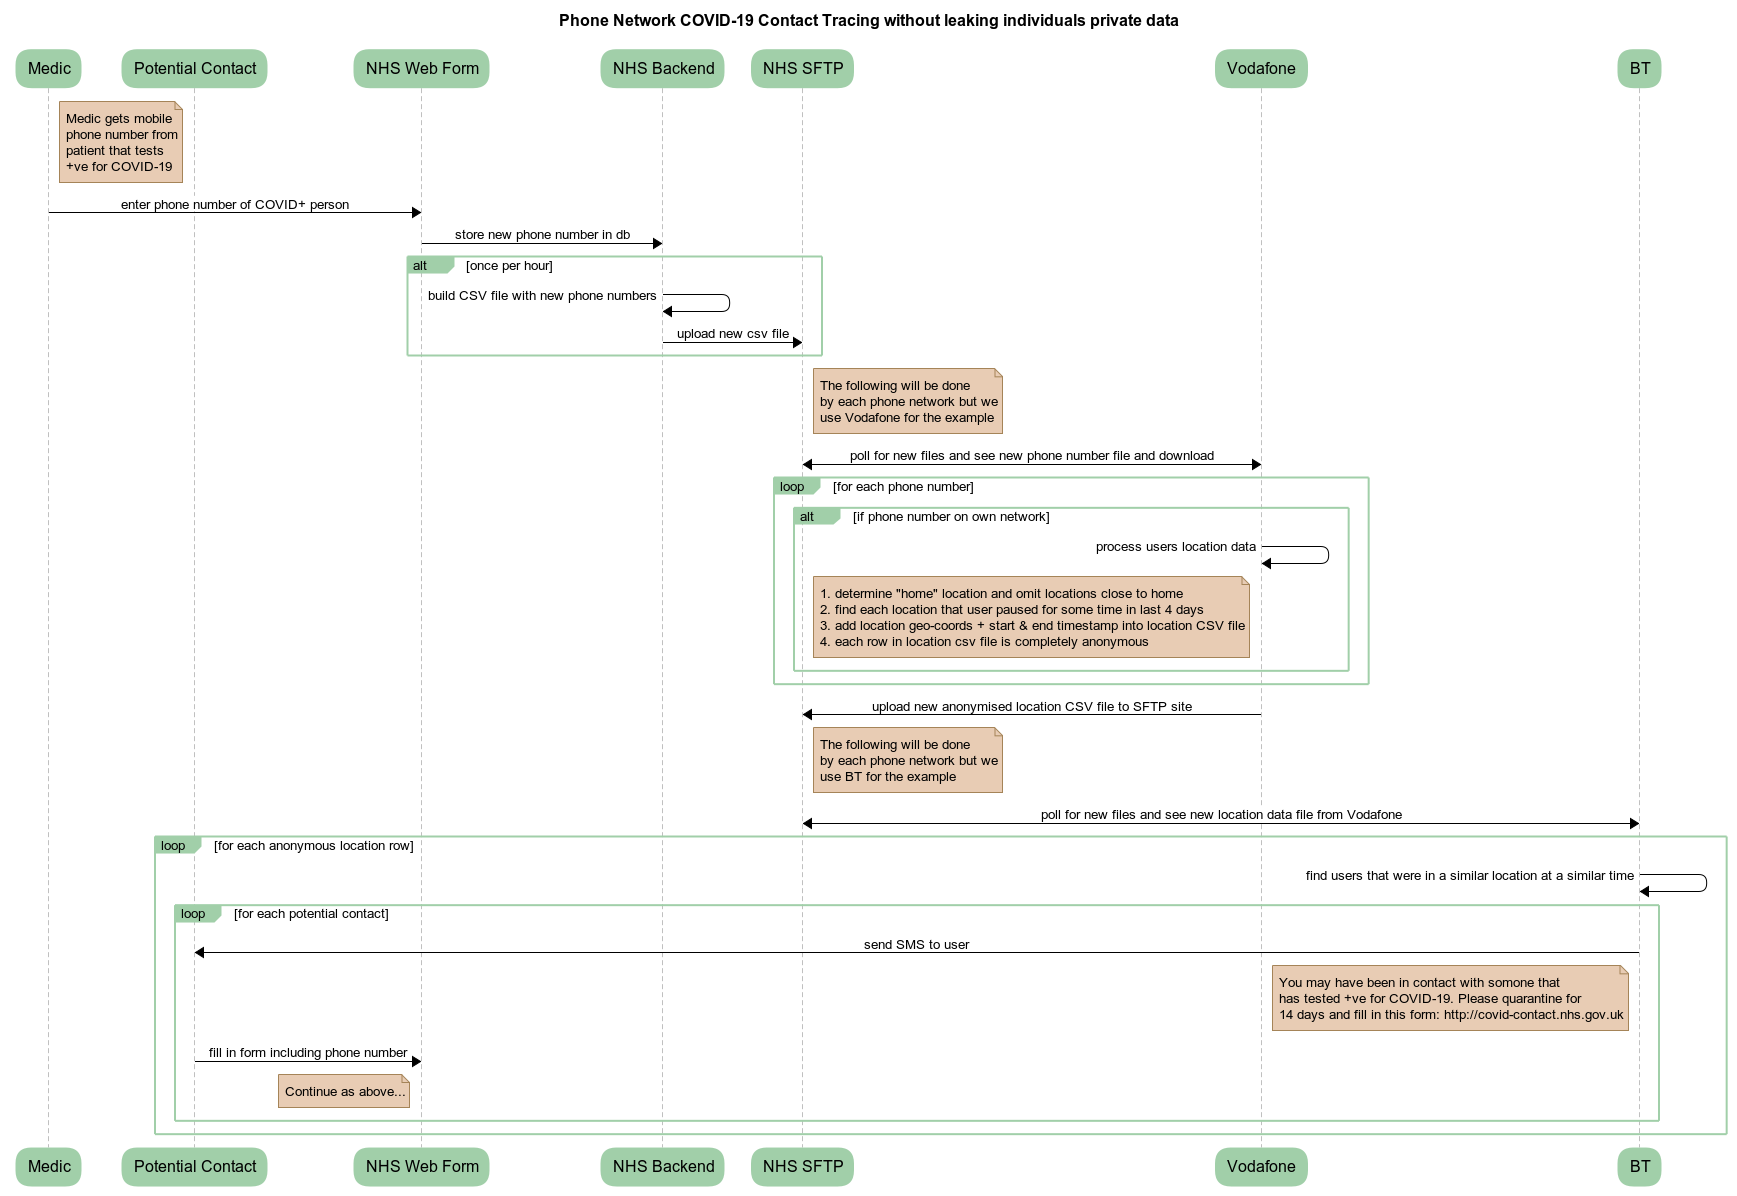 Phone Network COVID-19 Contact Tracing without leaking individuals private data
Medic
Potential Contact
NHS Web Form
NHS Backend
NHS SFTP
Vodafone
BT
Medic gets mobile
phone number from
patient that tests
+ve for COVID-19
enter phone number of COVID+ person
store new phone number in db
alt
[once per hour]
build CSV file with new phone numbers
upload new csv file
The following will be done
by each phone network but we
use Vodafone for the example
poll for new files and see new phone number file and download
loop
[for each phone number]
alt
[if phone number on own network]
process users location data
1. determine "home" location and omit locations close to home
2. find each location that user paused for some time in last 4 days
3. add location geo-coords + start & end timestamp into location CSV file
4. each row in location csv file is completely anonymous
upload new anonymised location CSV file to SFTP site
The following will be done
by each phone network but we
use BT for the example
poll for new files and see new location data file from Vodafone
loop
[for each anonymous location row]
find users that were in a similar location at a similar time
loop
[for each potential contact]
send SMS to user
You may have been in contact with somone that
has tested +ve for COVID-19. Please quarantine for
14 days and fill in this form: http://covid-contact.nhs.gov.uk
fill in form including phone number
Continue as above...
Medic
Potential Contact
NHS Web Form
NHS Backend
NHS SFTP
Vodafone
BT